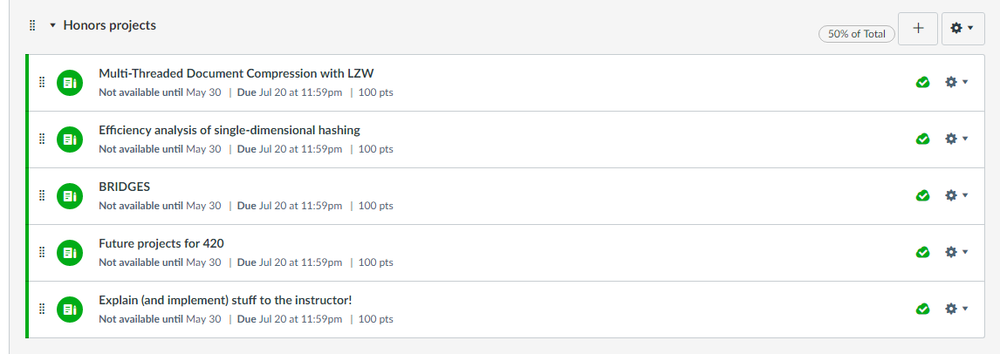 Honors projects
50% of Total
Multi-Threaded Document Compression with LZW
Not available until May 30 | Due Jul 20 at 11:59pm | 100 pts
Efficiency analysis of single-dimensional hashing
Not available until May 30 | Due Jul 20 at 11:59pm | 100 pts
BRIDGES
Not available until May 30 | Due Jul 20 at 11:59pm | 100 pts
Future projects for 420
Not available until May 30 | Due Jul 20 at 11:59pm | 100 pts
Explain (and implement) stuff to the instructor!
Not available until May 30 | Due Jul 20 at 11:59pm | 100 pts